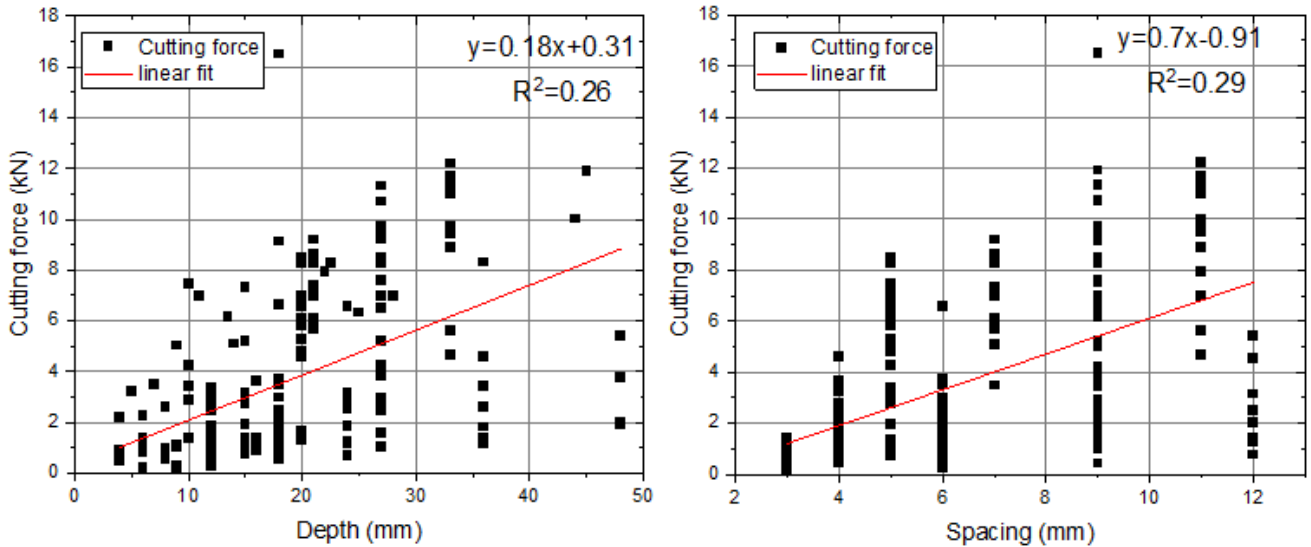 18
16
14
12
10
8
6
4
2
0
Cutting force (kN)
Cutting force
linear fit
y=0.18x+0.31
R²=0.26
0 10 20 30 40 50
Depth (mm)
18
16
14
12
10
8
6
4
2
0
Cutting force (kN)
Cutting force
linear fit
y=0.7x-0.91
R²=0.29
2 4 6 8 10 12
Spacing (mm)